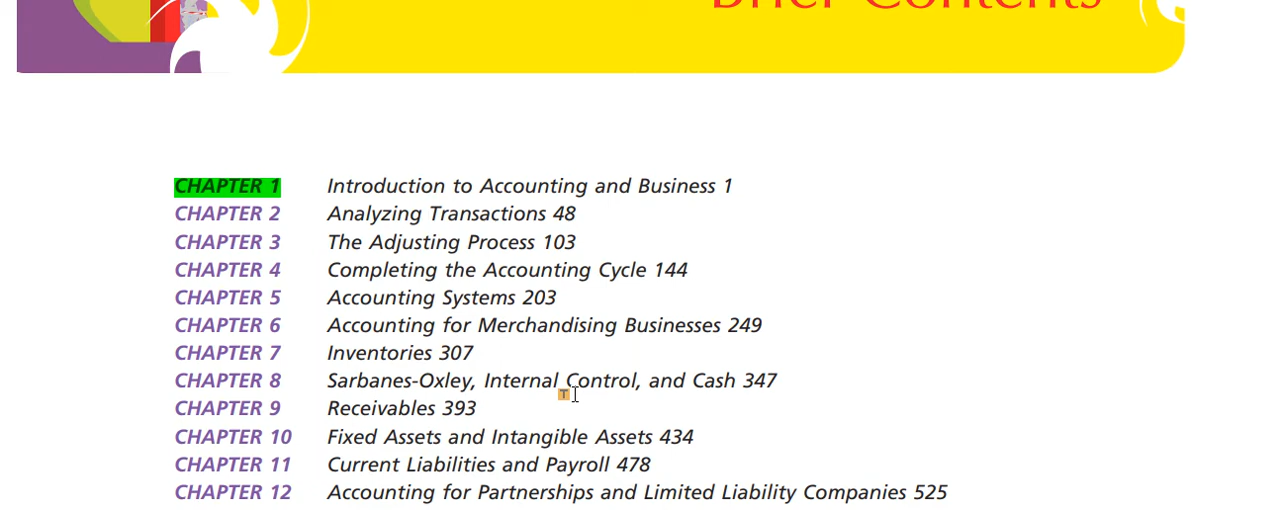 Brief Contents
CHAPTER 1 Introduction to Accounting and Business 1
CHAPTER 2 Analyzing Transactions 48
CHAPTER 3 The Adjusting Process 103
CHAPTER 4 Completing the Accounting Cycle 144
CHAPTER 5 Accounting Systems 203
CHAPTER 6 Accounting for Merchandising Businesses 249
CHAPTER 7 Inventories 307
CHAPTER 8 Sarbanes-Oxley, Internal Control, and Cash 347
T
CHAPTER 9 Receivables 393
CHAPTER 10 Fixed Assets and Intangible Assets 434
CHAPTER 11 Current Liabilities and Payroll 478
CHAPTER 12 Accounting for Partnerships and Limited Liability Companies 525